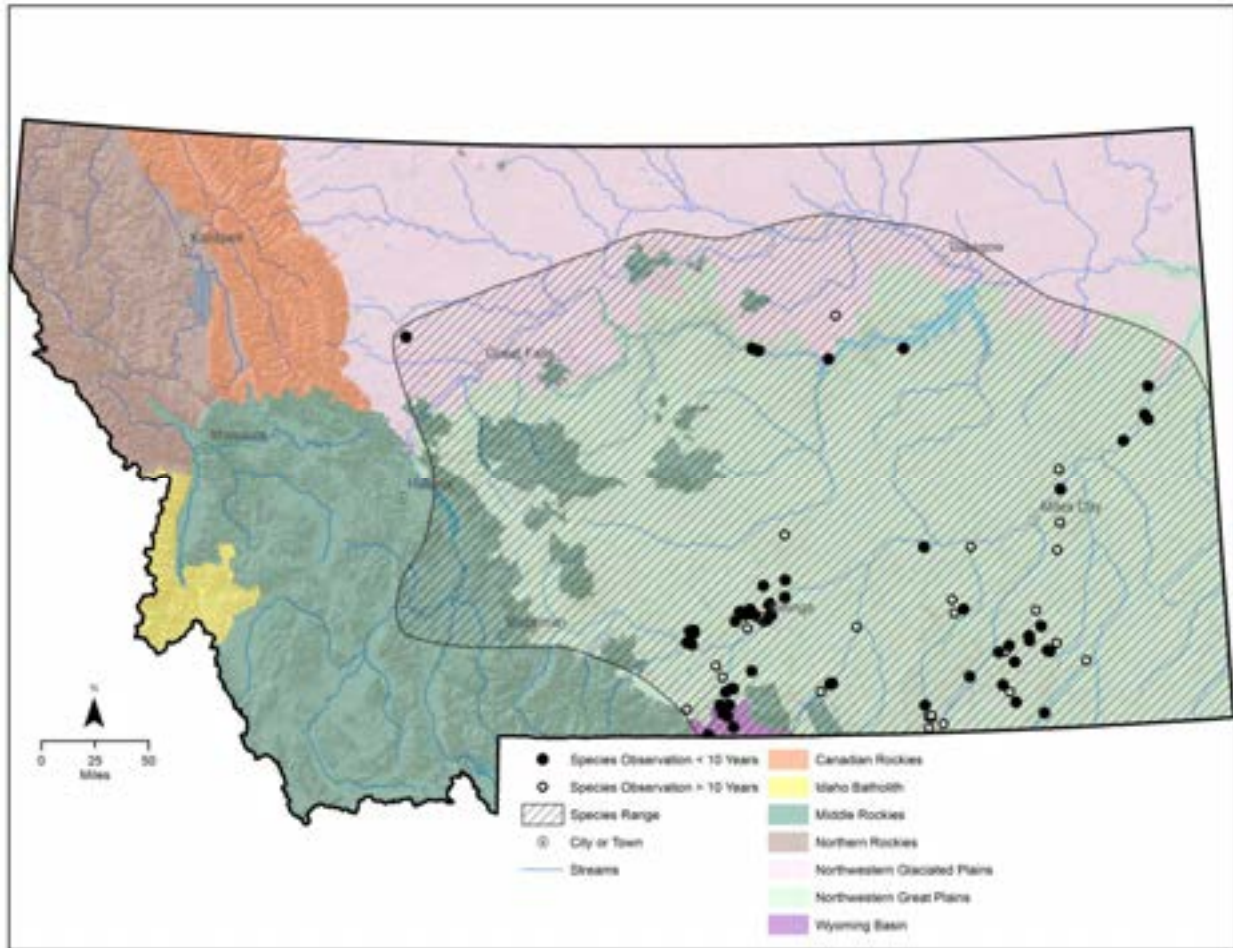 Kalispell
Glasgow
Great Falls
Missoula
Helena
Miles City
Billings
Bozeman
N
0 25 50
Miles
Species Observation < 10 Years
Species Observation > 10 Years
Species Range
City or Town
Streams
Canadian Rockies
Idaho Batholith
Middle Rockies
Northern Rockies
Northwestern Glaciated Plains
Northwestern Great Plains
Wyoming Basin